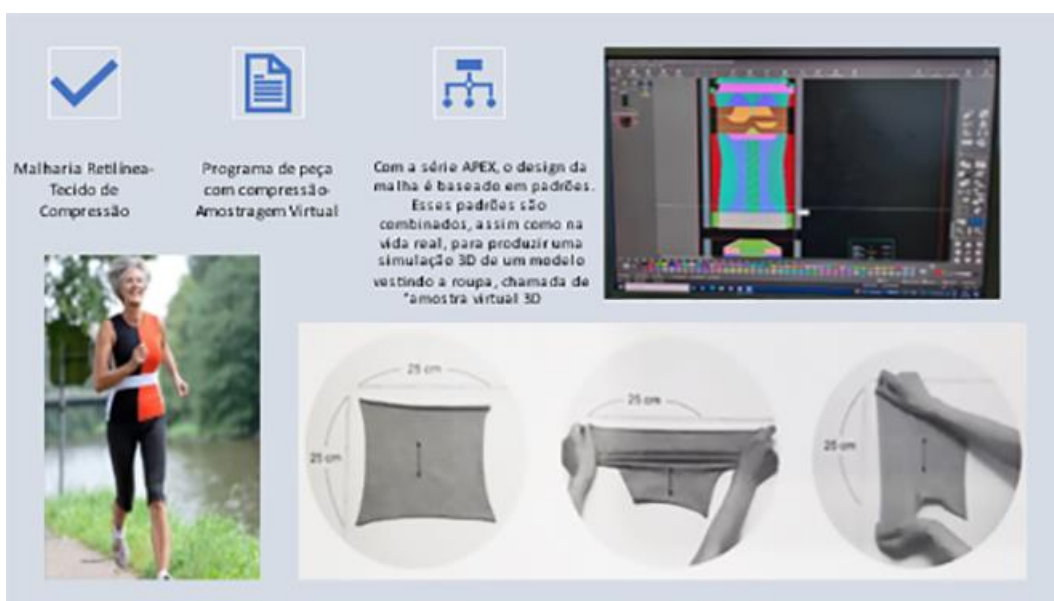 Malharia Retilínea-
Tecido de
Compressão
Programa de peça
com compressão-
Amostragem Virtual
Com a série APEX, o design da
malha é baseado em padrões.
Esses padrões são
combinados, assim como na
vida real, para produzir uma
simulação 3D de um modelo
vestindo a roupa, chamada de
"amostra virtual 3D
25 cm
25 cm
25 cm
25 cm